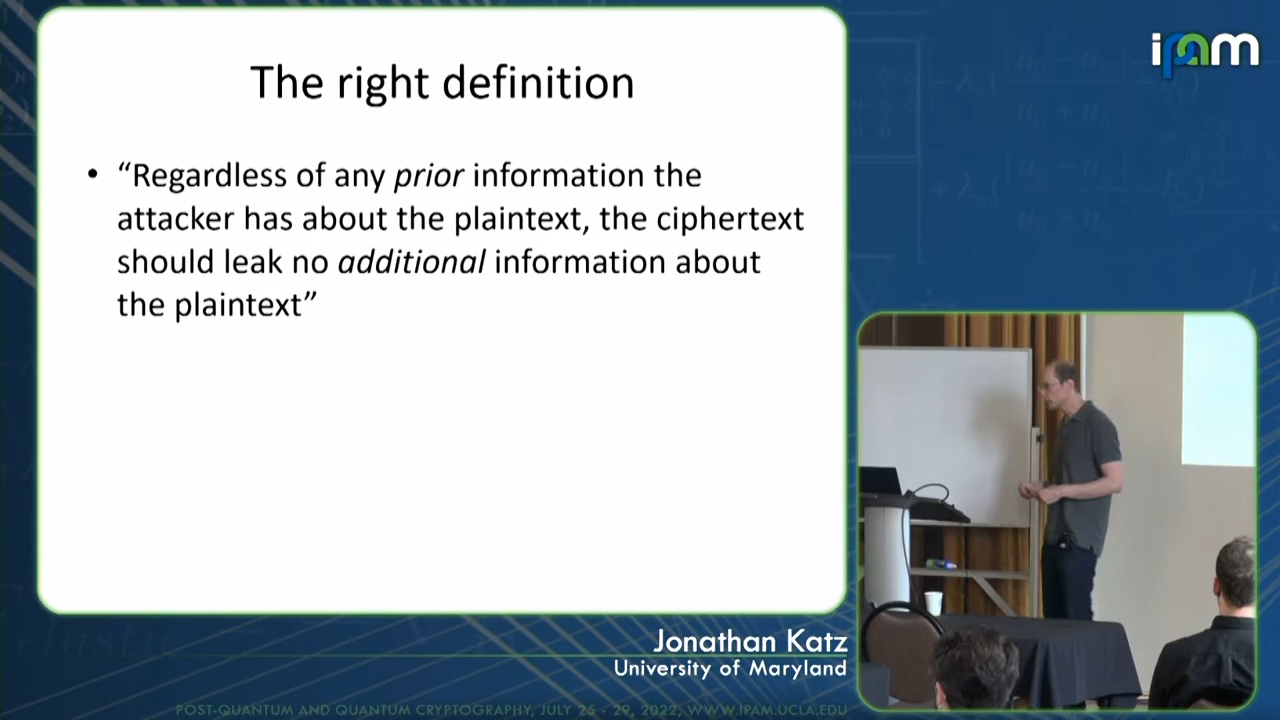 ipam
The right definition
• “Regardless of any prior information the
attacker has about the plaintext, the ciphertext
should leak no additional information about
the plaintext”
Jonathan Katz
University of Maryland
POST-QUANTUM AND QUANTUM CRYPTOGRAPHY, JULY 25 - 29, 2022, WWW.IPAM.UCLA.EDU